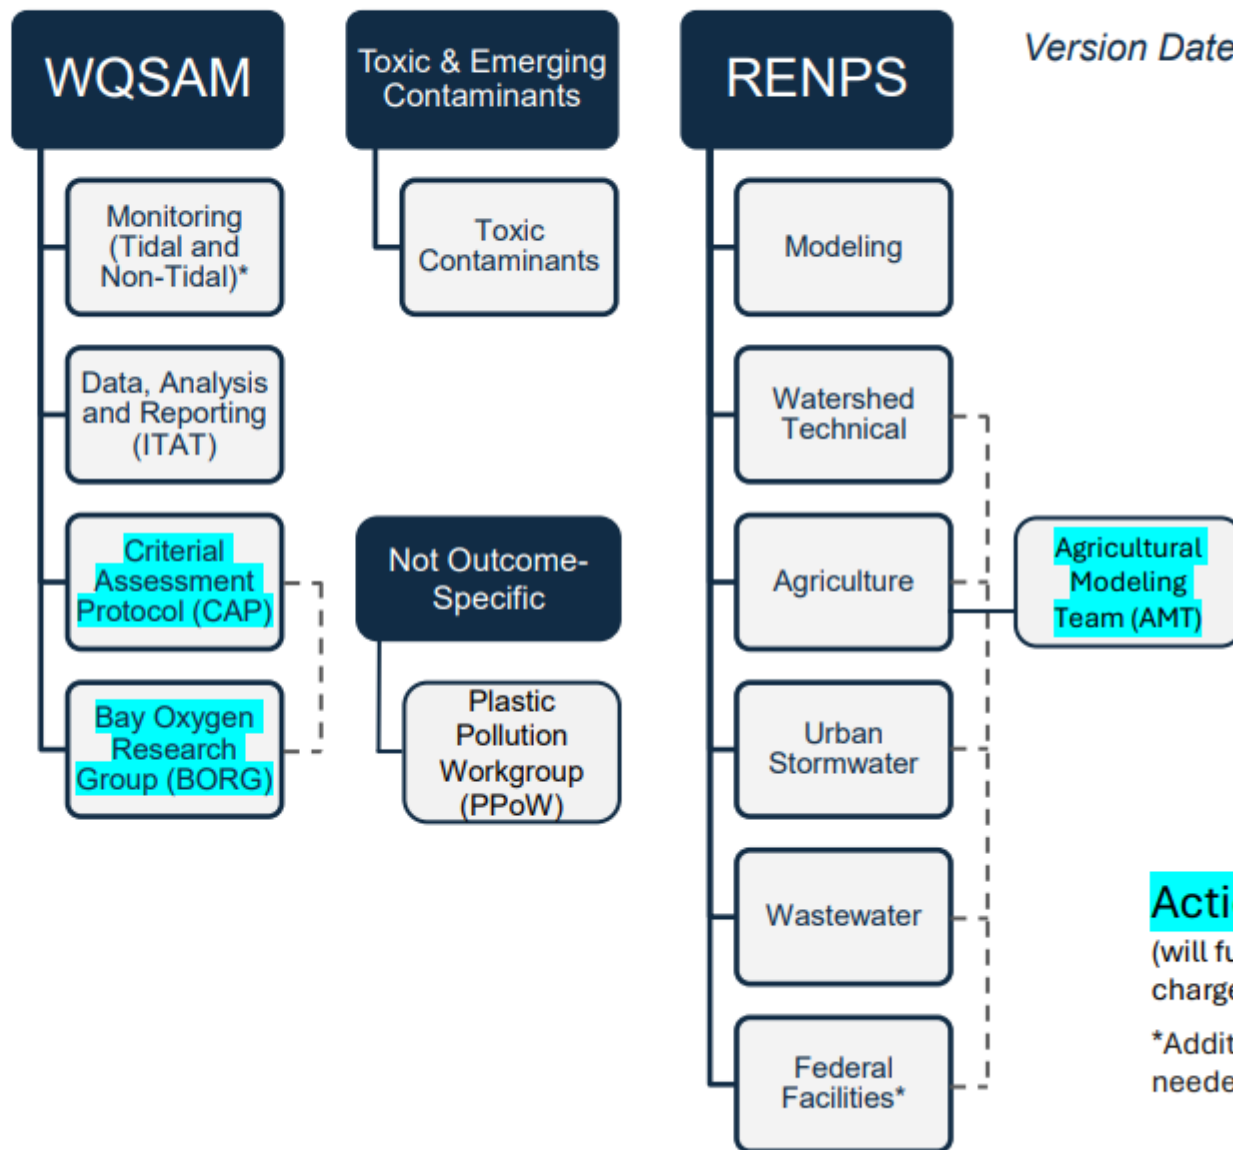 WQSAM
Monitoring
(Tidal and
Non-Tidal)*
Data, Analysis
and Reporting
(ITAT)
Criterial
Assessment
Protocol (CAP)
Bay Oxygen
Research
Group (BORG)
Toxic & Emerging
Contaminants
Toxic
Contaminants
Not Outcome-
Specific
Plastic
Pollution
Workgroup
(PPoW)
RENPS
Modeling
Watershed
Technical
Agriculture
Urban
Stormwater
Wastewater
Federal
Facilities*
Agricultural
Modeling
Team (AMT)
Version Date
(will